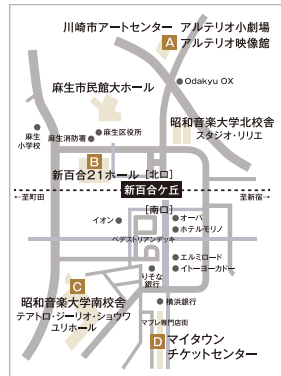 川崎市アートセンター アルテリオ小劇場
A アルテリオ映像館
Odakyu OX
麻生市民館大ホール
昭和音楽大学北校舎
スタジオ・リリエ
麻生区役所
麻生消防署
麻生
小学校
B
新百合21ホール
[北口]
←至町田
新百合ケ丘
至新宿→
[南口]
イオン
オーパ
ホテルモリノ
ペデストリアンデッキ
エルミロード
イトーヨーカドー
りそな
銀行
C
昭和音楽大学南校舎
テアトロ・ジーリオ・ショウワ
ユリホール
横浜銀行
マプレ専門店街
D マイタウン
チケットセンター